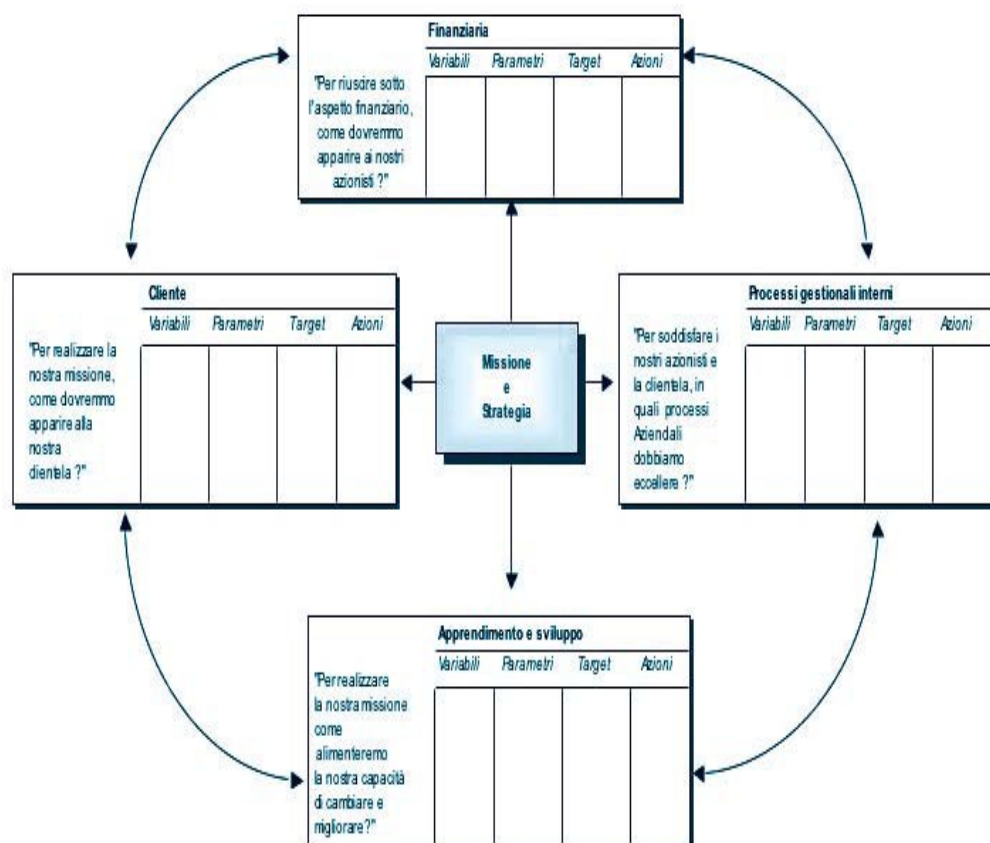 Finanziaria
Variabili Parametri Target Azioni
"Per riuscire sotto
l'aspetto finanziario,
come dovremmo
apparire ai nostri
azionisti ?"
Cliente
Variabili Parametri Target Azioni
"Per realizzare la
nostra missione,
come dovremmo
apparire alla
nostra
clientela ?"
Missione
e
Strategia
Processi gestionali interni
Variabili Parametri Target Azioni
"Per soddisfare i
nostri azionisti e
la clientela, in
quali processi
Aziendali
dobbiamo
eccellere ?"
Apprendimento e sviluppo
Variabili Parametri Target Azioni
"Per realizzare
la nostra missione
come
alimenteremo
la nostra capacità
di cambiare e
migliorare?"